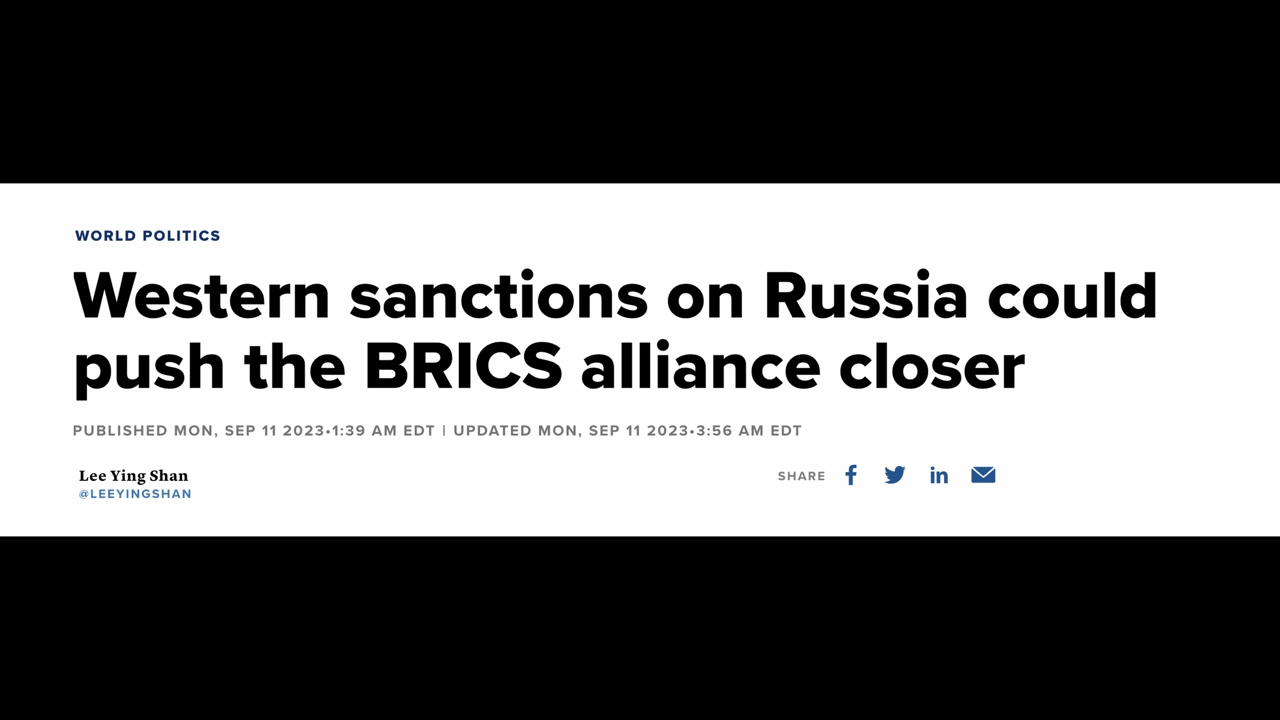 WORLD POLITICS
Western sanctions on Russia could
push the BRICS alliance closer
PUBLISHED MON, SEP 11 2023•1:39 AM EDT | UPDATED MON, SEP 11 2023•3:56 AM EDT
Lee Ying Shan
@LEEYINGSHAN
SHARE